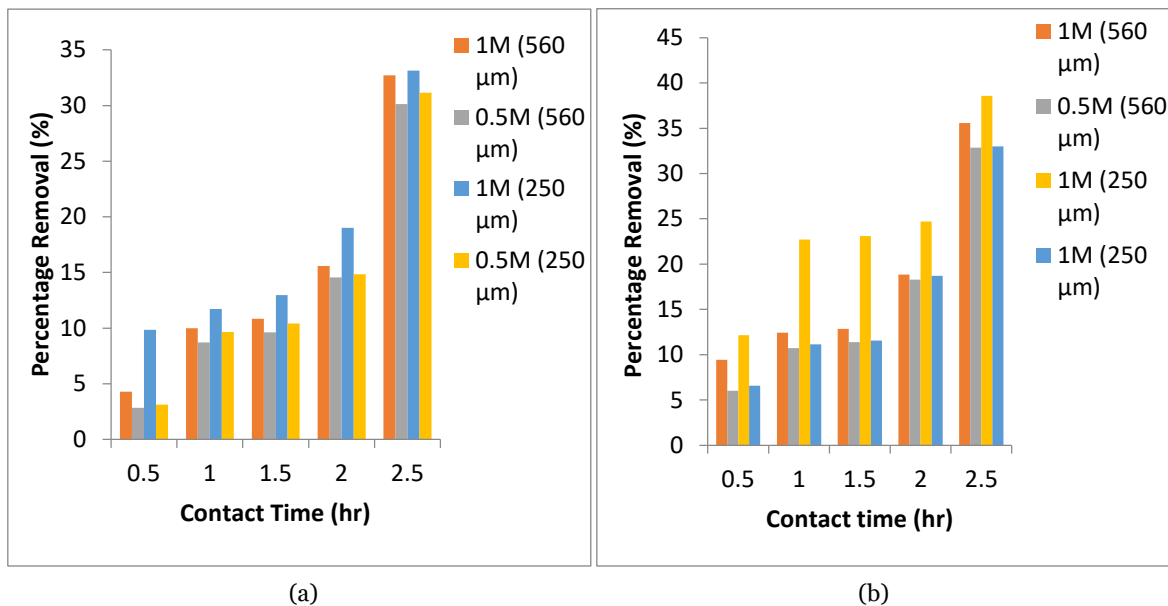 35
30
25
20
15
10
5
0
Percentage Removal (%)
0.5 1 1.5 2 2.5
Contact Time (hr)
1M (560
µm)
0.5M (560
µm)
1M (250
µm)
0.5M (250
µm)
(a)
45
40
35
30
25
20
15
10
5
0
Percentage Removal (%)
0.5 1 1.5 2 2.5
Contact time (hr)
1M (560
µm)
0.5M (560
µm)
1M (250
µm)
1M (250
µm)
(b)